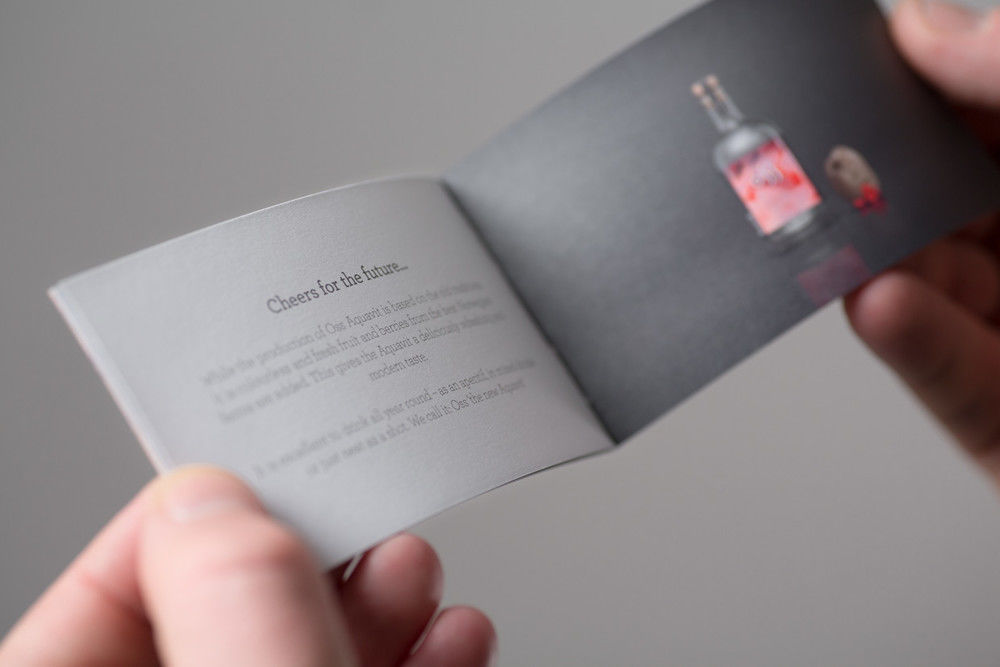 Cheers for the future...
while the production of Oss Aquavit is based on the old
it is colourless and fresh fruit and berries from the best Norwegian
farms are added. This gives the Aquavit a deliciously refreshing and
modern taste.
It is excellent to drink all year round – as an aperitif, or mixed in
or just neat as a shot. We call it: Oss 'the new Aquavit'